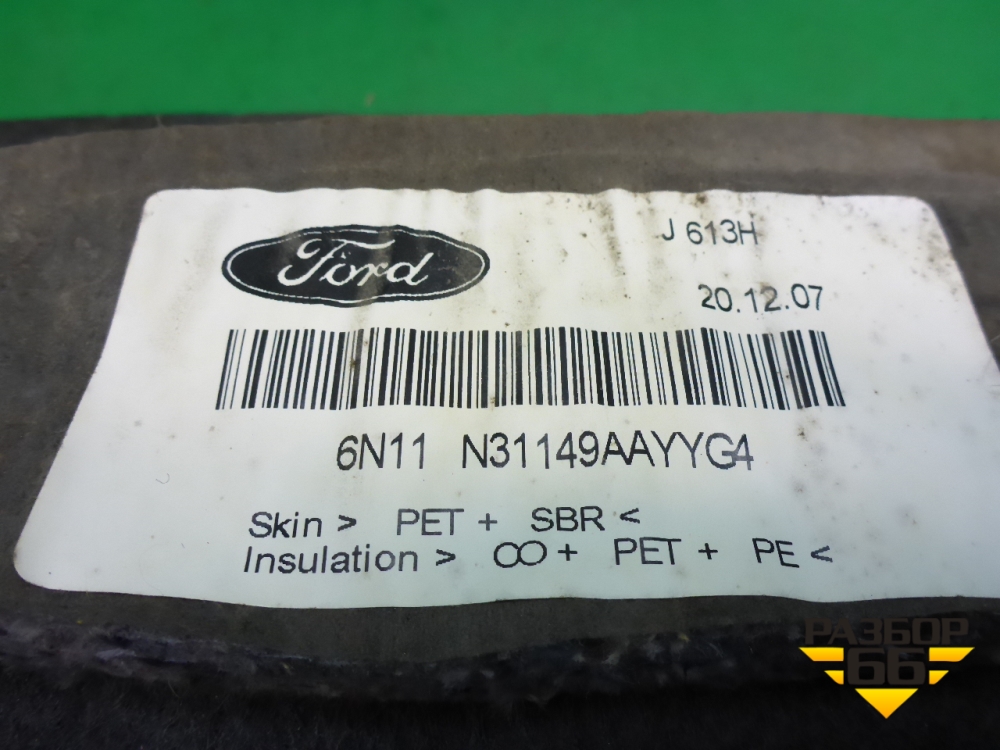 Ford
J 613H
20.12.07
6N11 N31149AAYYG4
Skin > PET + SBR <
Insulation > CO + PET + PE <
РАЗБОР
66